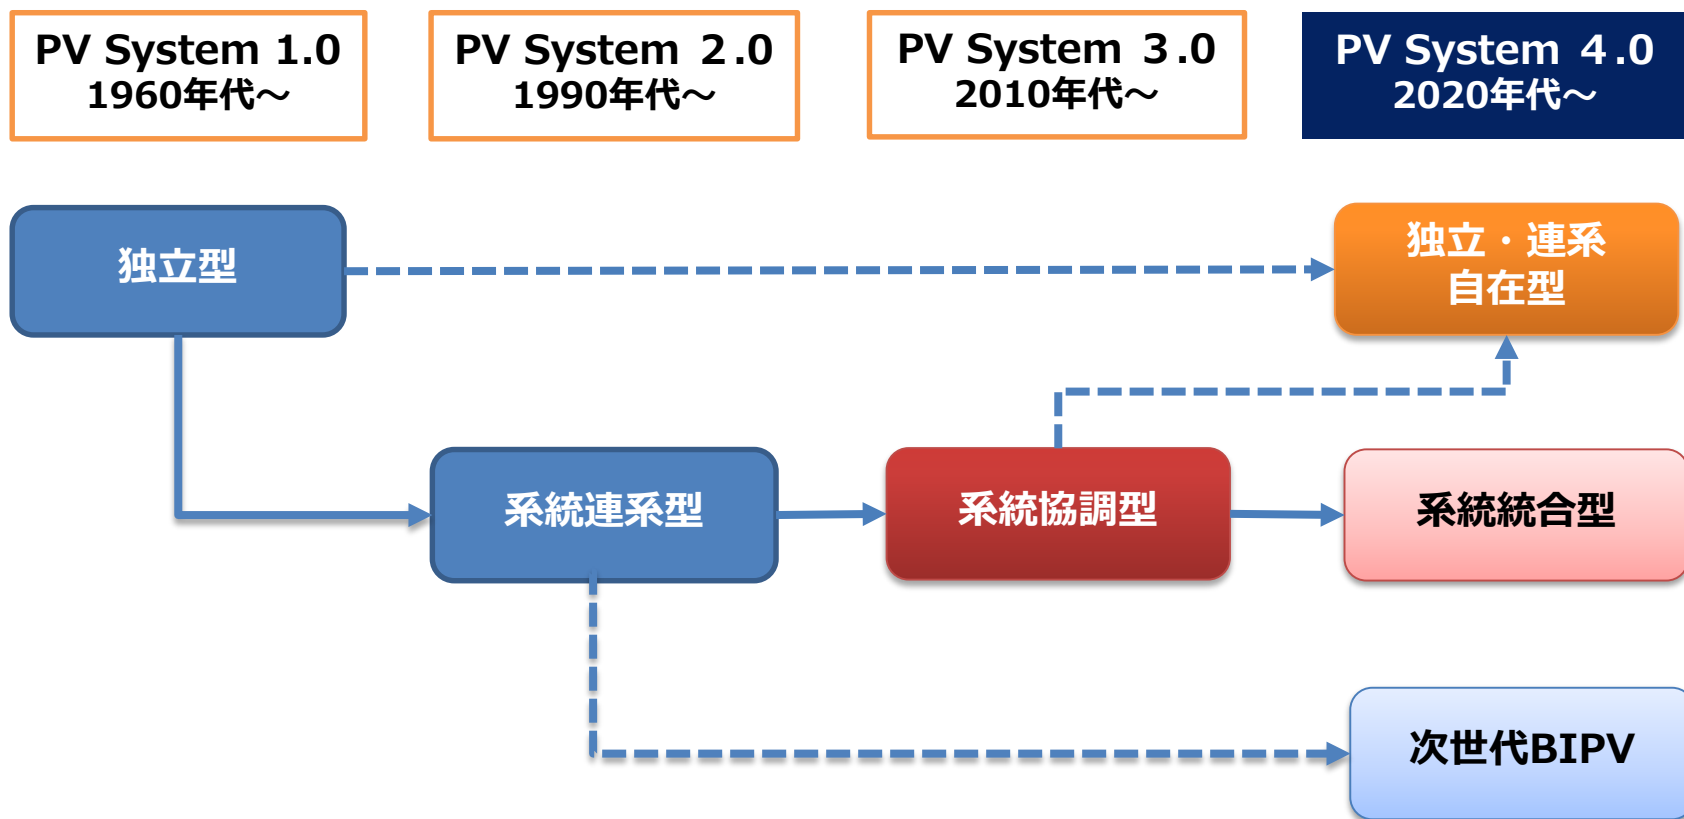 PV System 1.0
1960年代～
PV System ２.0
1990年代～
PV System ３.0
2010年代～
PV System ４.0
2020年代～
独立型
独立・連系
自在型
系統連系型
系統協調型
系統統合型
次世代BIPV